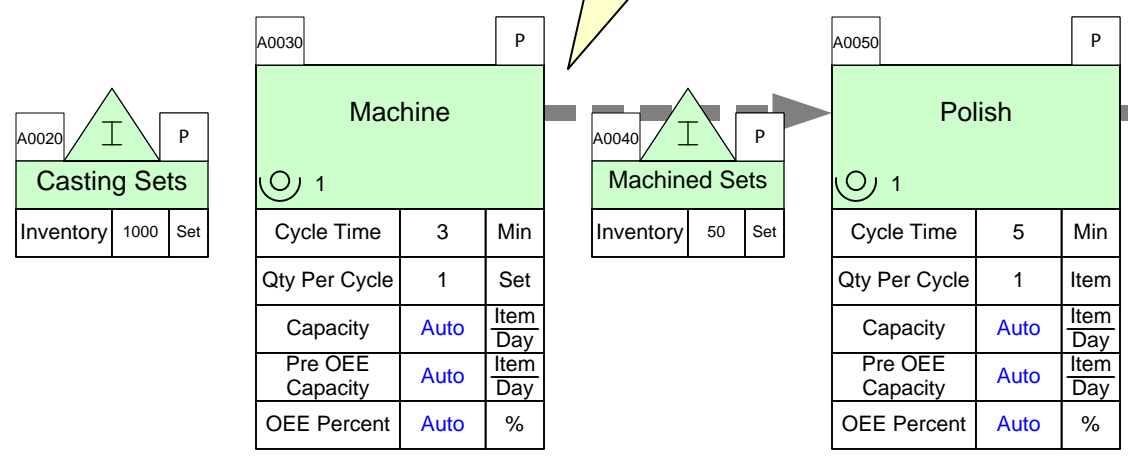 A0020
P
Casting Sets
Inventory 1000 Set
A0030
P
Machine
1
Cycle Time 3 Min
Qty Per Cycle 1 Set
Capacity Auto Item
Day
Pre OEE
Capacity Auto Item
Day
OEE Percent Auto %
A0040
P
Machined Sets
Inventory 50 Set
A0050
P
Polish
1
Cycle Time 5 Min
Qty Per Cycle 1 Item
Capacity Auto Item
Day
Pre OEE
Capacity Auto Item
Day
OEE Percent Auto %